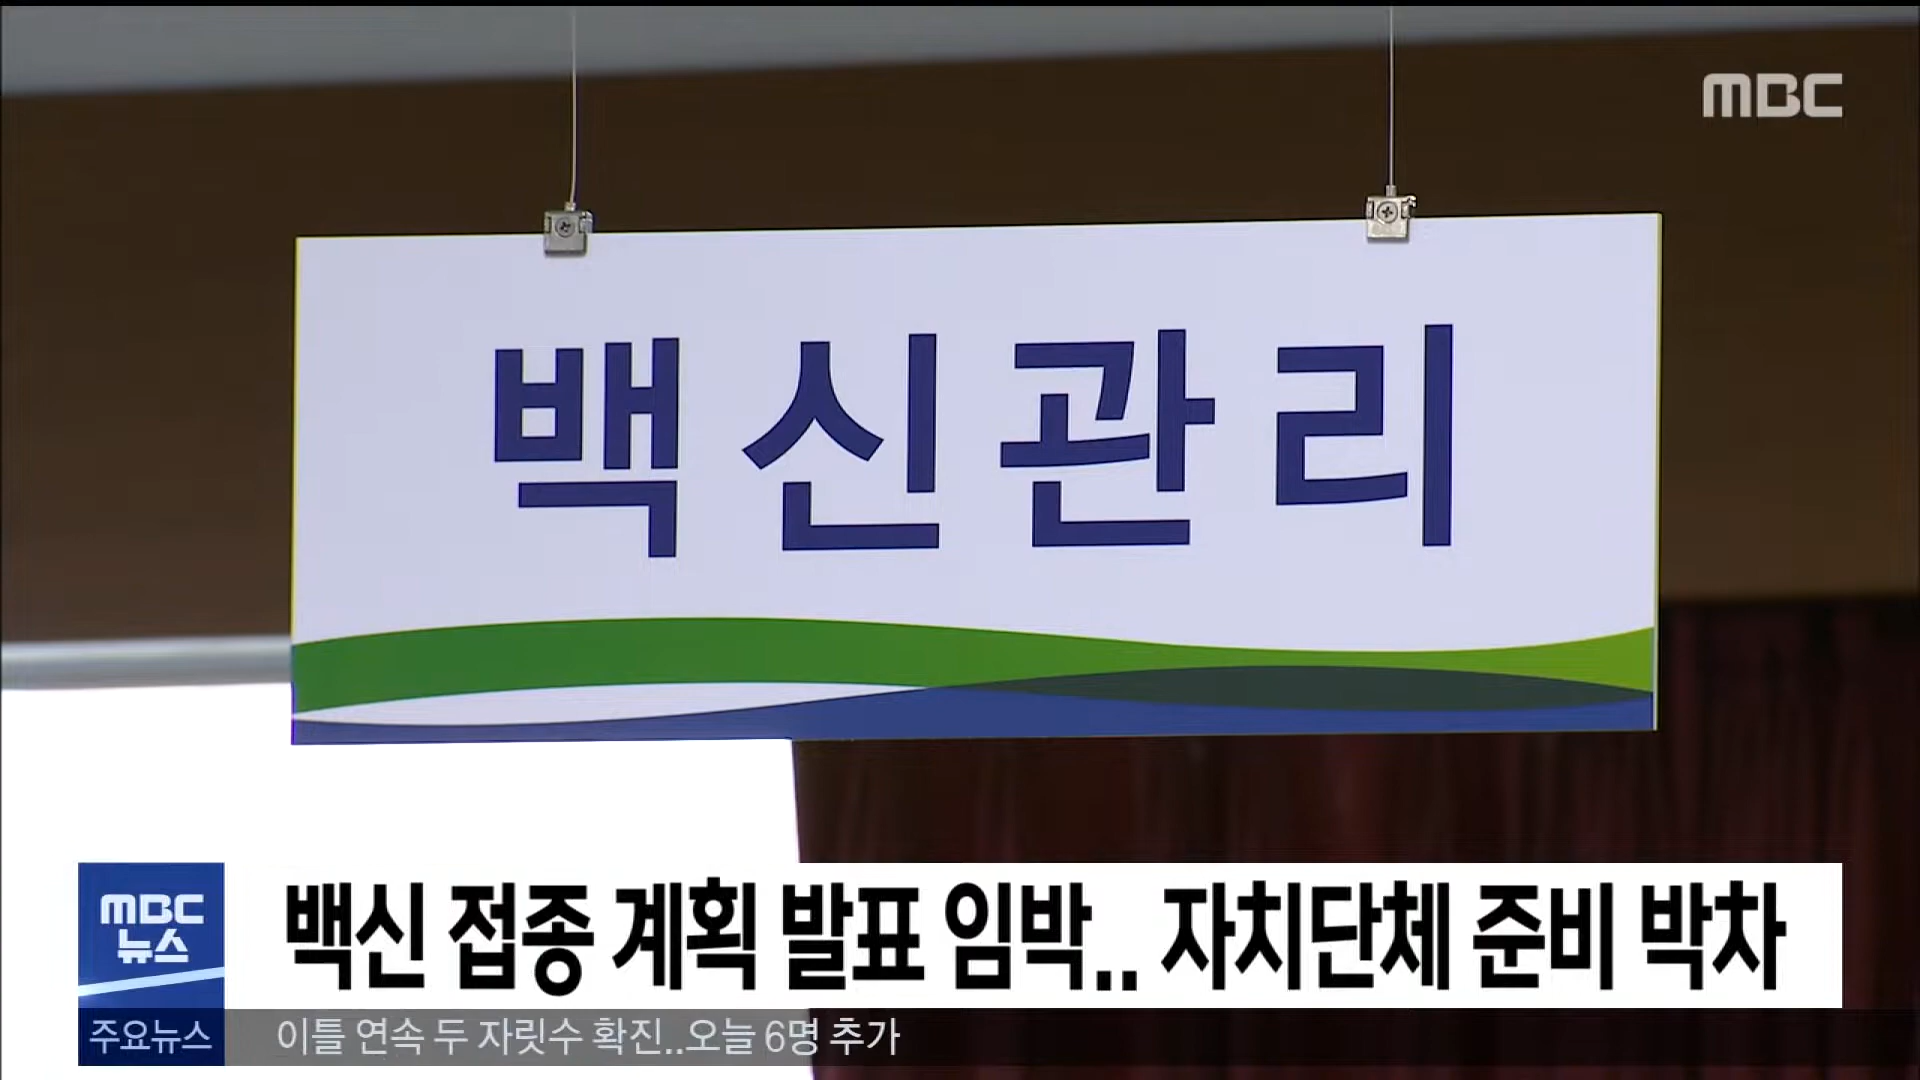 MBC
백신관리
MBC
뉴스
백신 접종 계획 발표 임박.. 자치단체 준비 박차
주요뉴스
이틀 연속 두 자릿수 확진..오늘 6명 추가